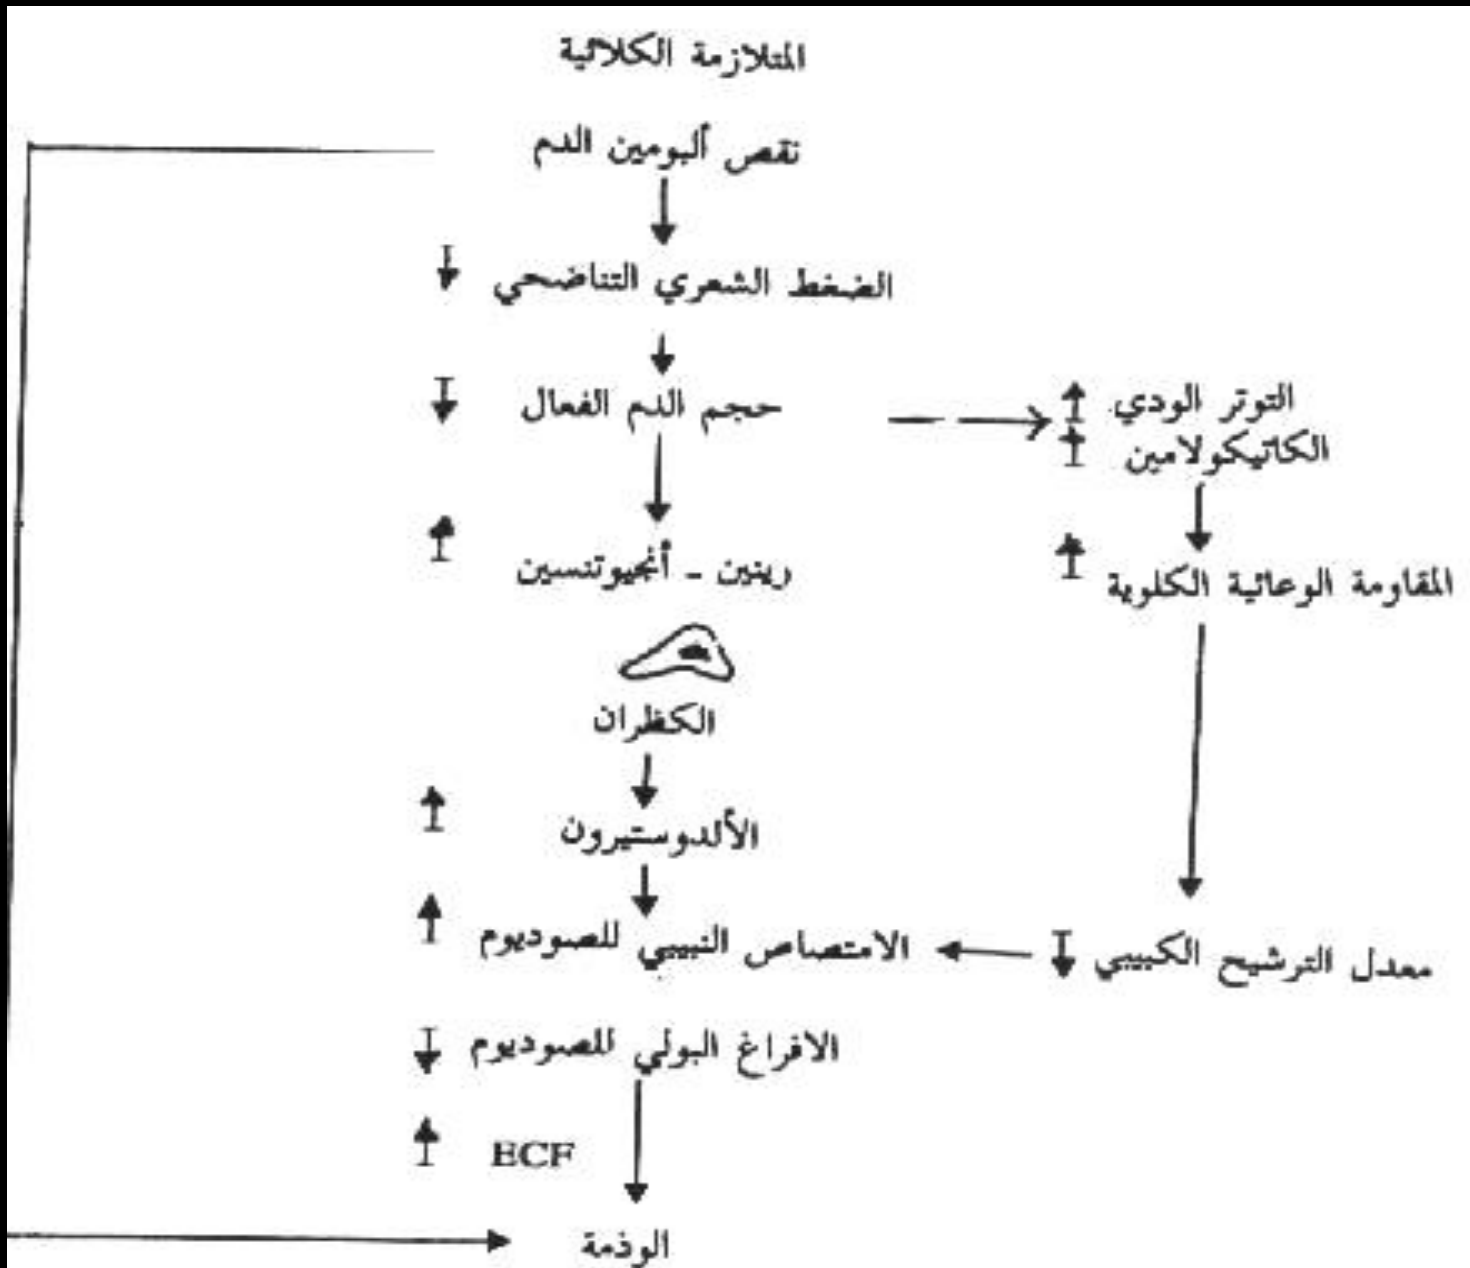 المتلازمة الكلائية
نقص ألبومين الدم
الضغط الشعري التناضحي
حجم الدم الفعال
التوتر الودي
الكاتيكولامين
رينين - أنجيوتنسين
المقاومة الوعائية الكلوية
الكظران
الألدوستيرون
الامتصاص النبيبي للصوديوم
معدل الترشيح الكبيبي
الافراغ البولي للصوديوم
ECF
الوذمة